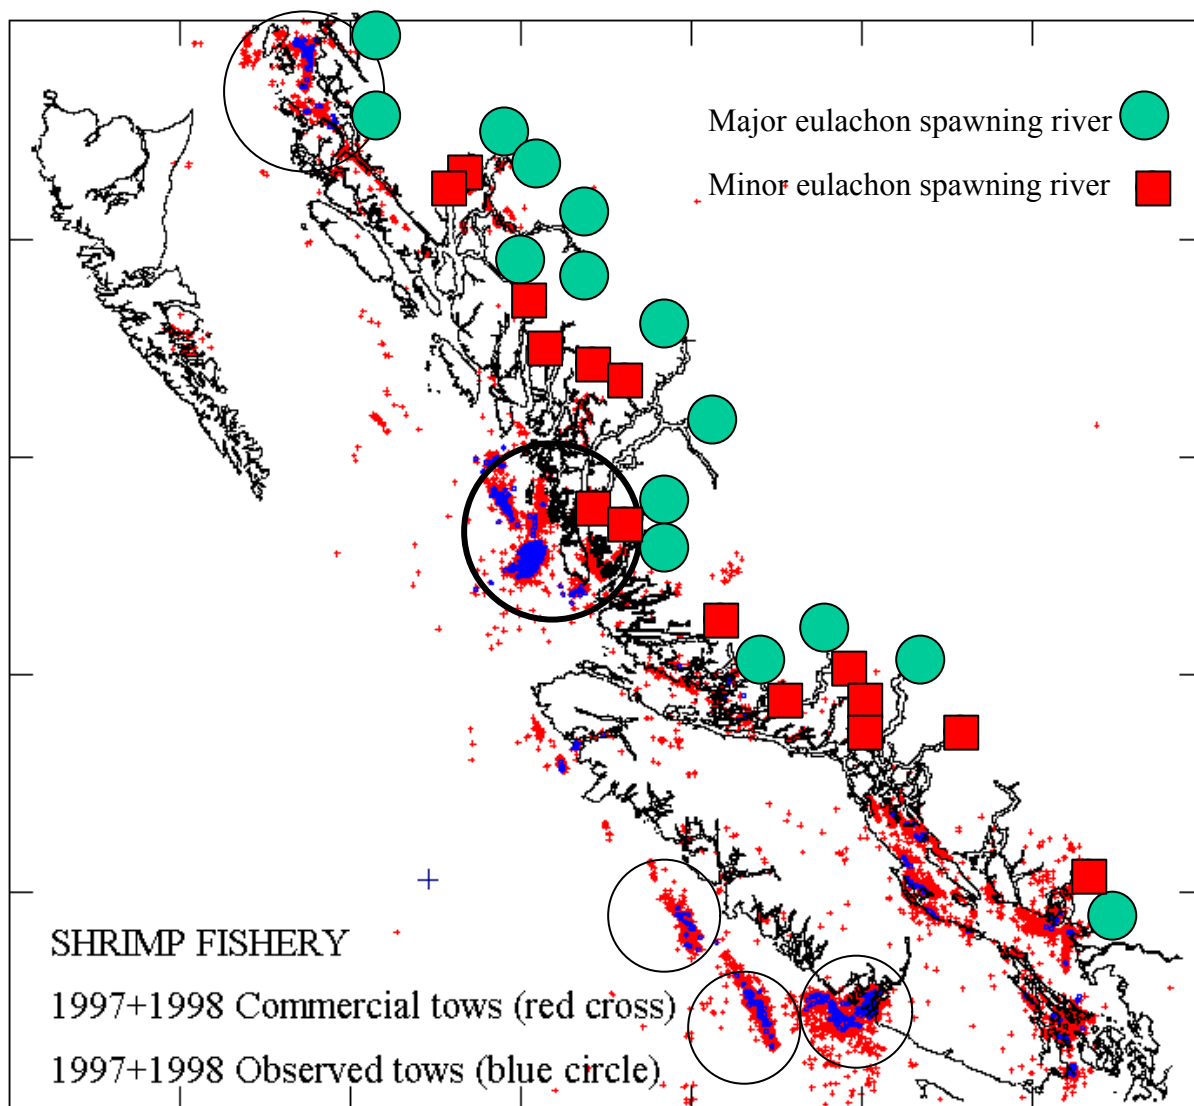 Major eulachon spawning river
Minor eulachon spawning river
SHRIMP FISHERY
1997+1998 Commercial tows (red cross)
1997+1998 Observed tows (blue circle)